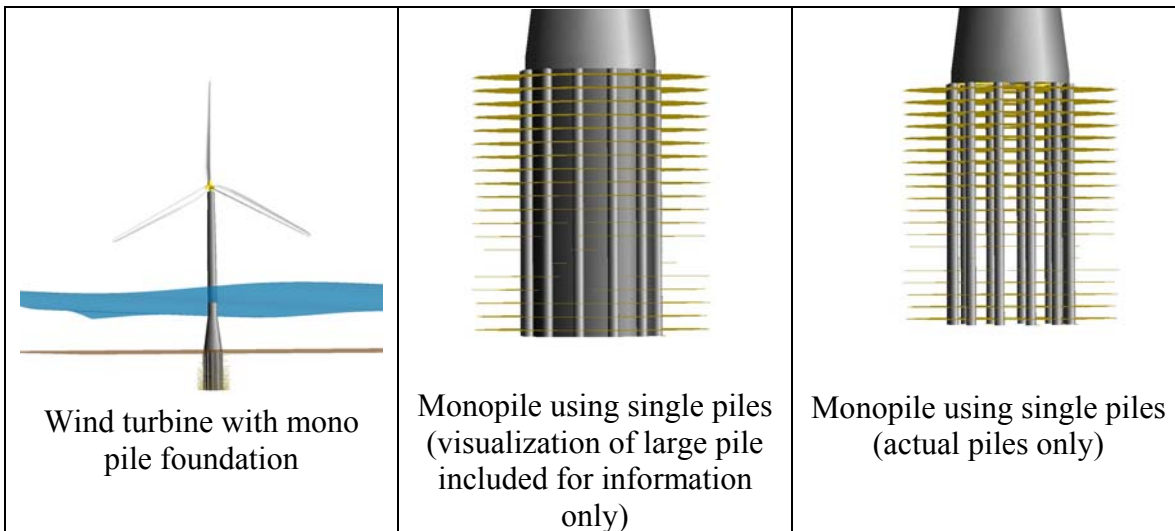 Wind turbine with mono
pile foundation
Monopile using single piles
(visualization of large pile
included for information
only)
Monopile using single piles
(actual piles only)